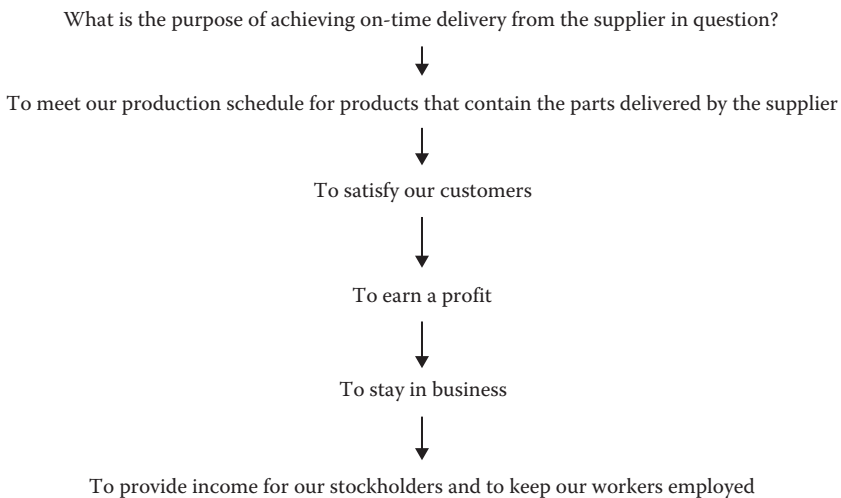 What is the purpose of achieving on-time delivery from the supplier in question?
To meet our production schedule for products that contain the parts delivered by the supplier
To satisfy our customers
To earn a profit
To stay in business
To provide income for our stockholders and to keep our workers employed